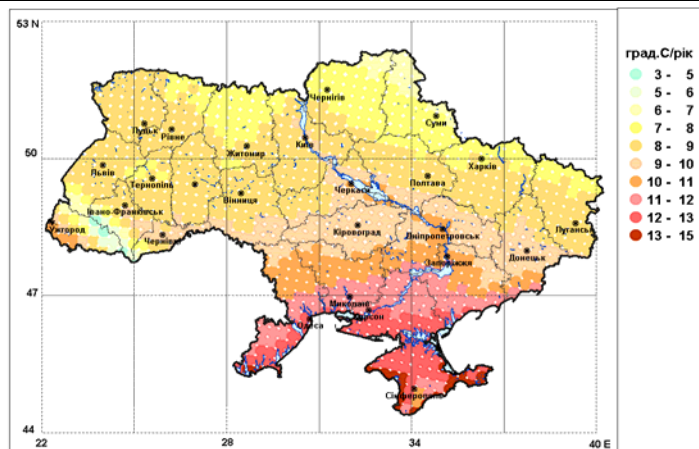 53 N
50
47
44
22
28
34
40 E
град.С/рік
3 - 5
5 - 6
6 - 7
7 - 8
8 - 9
9 - 10
10 - 11
11 - 12
12 - 13
13 - 15
Чернігів
Суми
Луцьк
Рівне
Київ
Житомир
Харків
Львів
Полтава
Тернопіль
Черкаси
Вінниця
Івано-Франківськ
Луганськ
Ужгород
Кіровоград
Чернівці
Дніпропетровськ
Донецьк
Запоріжжя
Миколаїв
Херсон
Одеса
Сімферополь